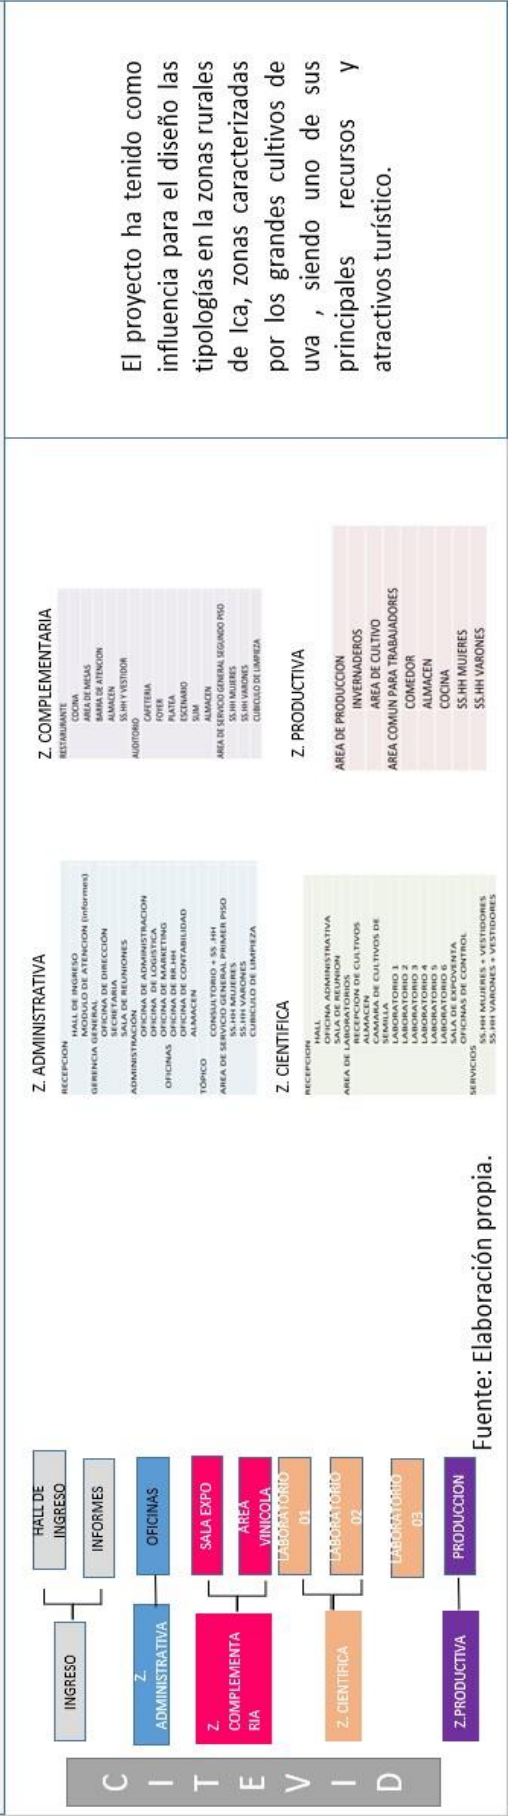 CITEVID
INGRESO
HALL DE
INGRESO
INFORMES
Z.
ADMINISTRATIVA
OFICINAS
Z.
COMPLEMENTA
RIA
SALA EXPO
AREA
VINICOLA
Z. CIENTIFICA
LABORATORIO
01
LABORATORIO
02
LABORATORIO
03
Z.PRODUCTIVA
PRODUCCION
Fuente: Elaboración propia.
Z. ADMINISTRATIVA
RECEPCION
HALL DE INGRESO
MODULO DE ATENCION (informes)
GERENCIA GENERAL
OFICINA DE DIRECCIÓN
SECRETARIA
SALA DE REUNIONES
ADMINISTRACIÓN
OFICINA DE ADMINISTRACION
OFICINA DE LOGISTICA
OFICINA DE MARKETING
OFICINAS
OFICINA DE RR.HH
OFICINA DE CONTABILIDAD
ALMACEN
TÓPICO
CONSULTORIO + SS .HH
AREA DE SERVICIO GENERAL PRIMER PISO
SS.HH MUJERES
SS.HH VARONES
CUBICULO DE LIMPIEZA
Z. CIENTIFICA
RECEPCION
HALL
OFICINA ADMINISTRATIVA
SALA DE REUNION
AREA DE LABORATORIOS
RECEPCION DE CULTIVOS
ALMACEN
CAMARA DE CULTIVOS DE
SEMILLA
LABORATORIO 1
LABORATORIO 2
LABORATORIO 3
LABORATORIO 4
LABORATORIO 5
LABORATORIO 6
SALA DE EXPOVENTA
OFICINAS DE CONTROL
SERVICIOS
SS.HH MUJERES + VESTIDORES
SS HH VARONES + VESTIDORES
Z. COMPLEMENTARIA
RESTARURANTE
COCINA
AREA DE MESAS
BARRA DE ATENCION
ALMACEN
SS.HH Y VESTIDOR
AUDITORIO
CAFETERIA
FOYER
PLATEA
ESCENARIO
SUM
ALMACEN
AREA DE SERVICIO GENERAL SEGUNDO PISO
SS.HH MUJERES
SS.HH VARONES
CUBICULO DE LIMPIEZA
Z. PRODUCTIVA
AREA DE PRODUCCION
INVERNADEROS
AREA DE CULTIVO
AREA COMUN PARA TRABAJADORES
COMEDOR
ALMACEN
COCINA
SS.HH MUJERES
SS.HH VARONES
El proyecto ha tenido como
influencia para el diseño las
tipologías en la zonas rurales
de Ica, zonas caracterizadas
por los grandes cultivos de
uva , siendo uno de sus
principales recursos y
atractivos turístico.